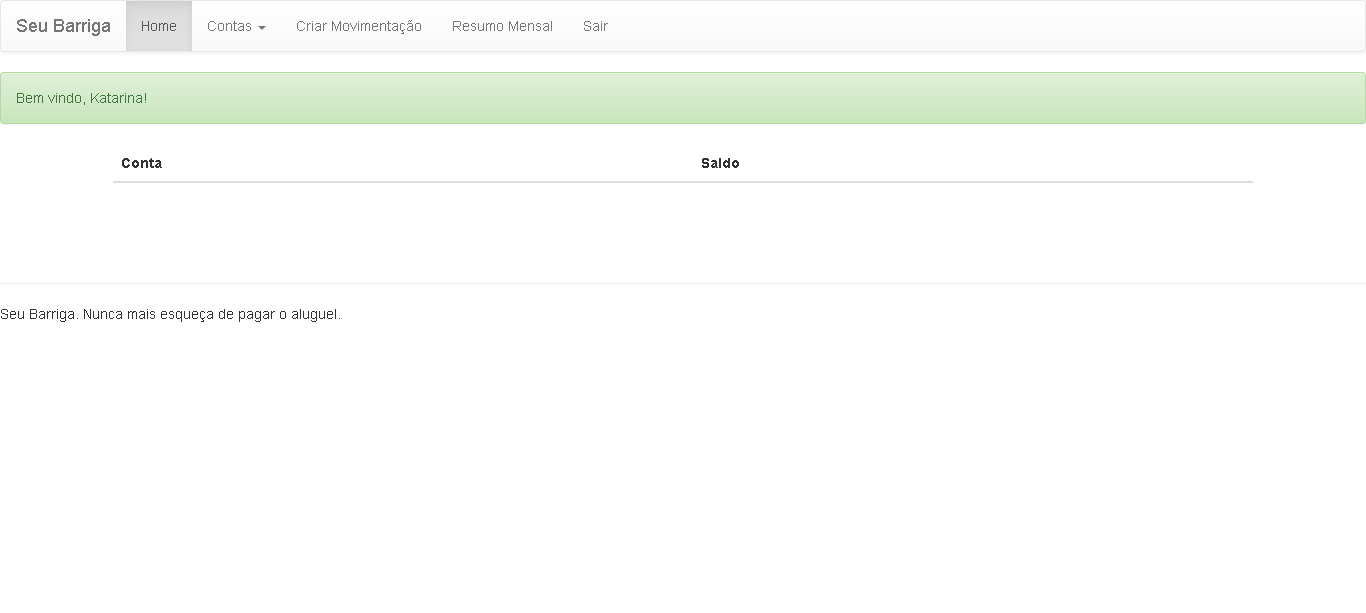 Seu Barriga Home Contas Criar Movimentação Resumo Mensal Sair
Bem vindo, Katarina!
Conta Saldo
Seu Barriga. Nunca mais esqueça de pagar o aluguel.